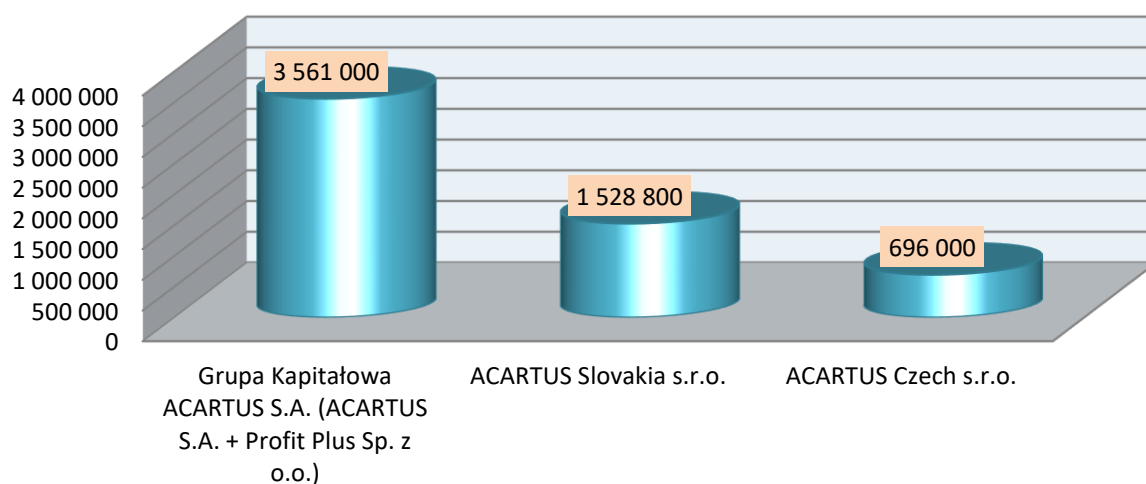 3 561 000
1 528 800
696 000
4 000 000
3 500 000
3 000 000
2 500 000
2 000 000
1 500 000
1 000 000
500 000
0
Grupa Kapitałowa
ACARTUS S.A. (ACARTUS
S.A. + Profit Plus Sp. z
o.o.)
ACARTUS Slovakia s.r.o.
ACARTUS Czech s.r.o.